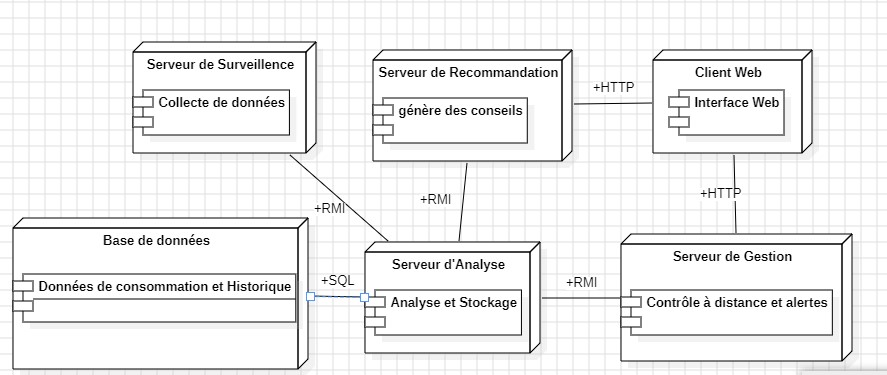 Serveur de Surveillence
Collecte de données
Serveur de Recommandation
génère des conseils
+HTTP
Client Web
Interface Web
+RMI
+RMI
+HTTP
Base de données
Données de consommation et Historique
+SQL
Serveur d'Analyse
Analyse et Stockage
+RMI
Serveur de Gestion
Contrôle à distance et alertes